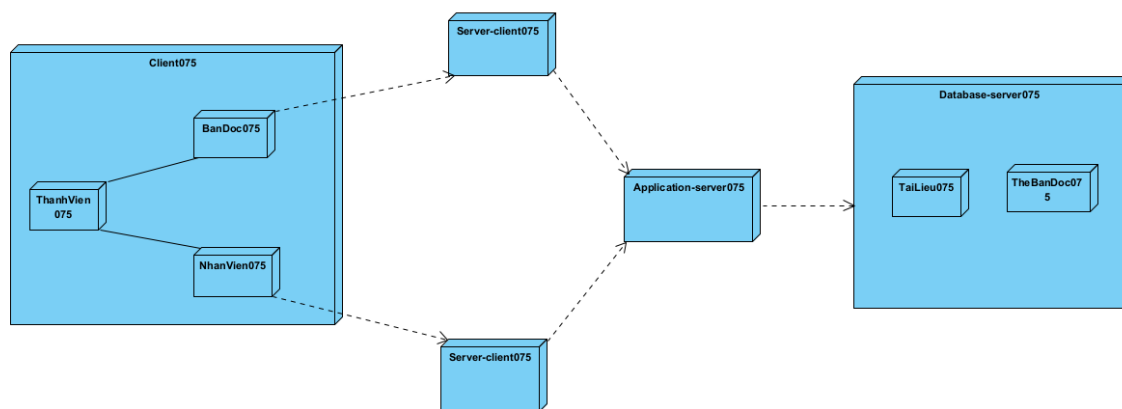 Server-client075
Client075
Database-server075
BanDoc075
Application-server075
TaiLieu075
TheBanDoc07
5
ThanhVien
075
NhanVien075
Server-client075